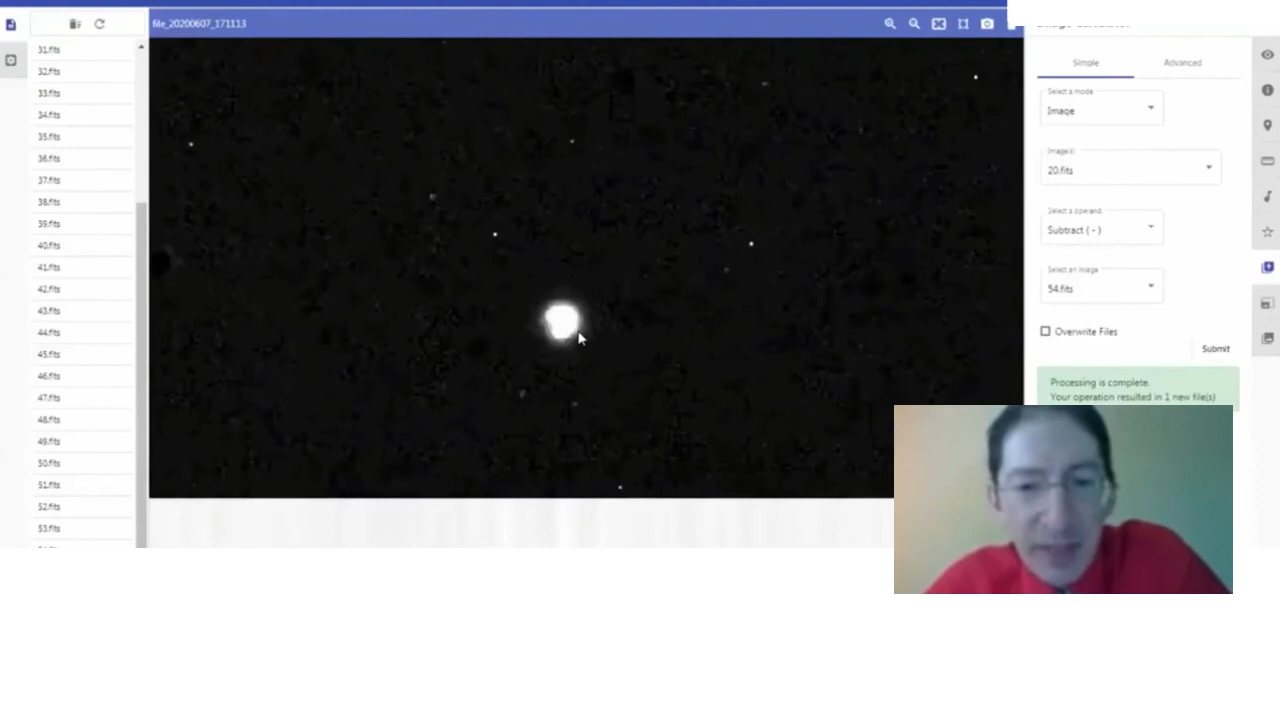 file_20200607_171113
31.fits
32.fits
33.fits
34.fits
35.fits
36.fits
37.fits
38.fits
39.fits
40.fits
41.fits
42.fits
43.fits
44.fits
45.fits
46.fits
47.fits
48.fits
49.fits
50.fits
51.fits
52.fits
53.fits
Simple
Advanced
Select a mode
Image
Image(s)
20.fits
Select a operand
Subtract ( - )
Select an image
54.fits
Overwrite Files
Submit
Processing is complete.
Your operation resulted in 1 new file(s)